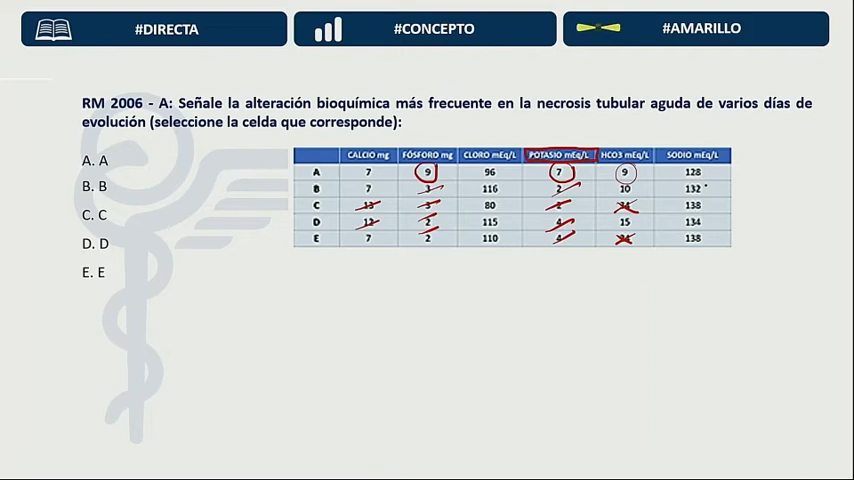 #DIRECTA
#CONCEPTO
#AMARILLO
RM 2006 - A: Señale la alteración bioquímica más frecuente en la necrosis tubular aguda de varios días de
evolución (seleccione la celda que corresponde):
A. A
B. B
C. C
D. D
E. E
CALCIO mg FÓSFORO mg CLORO mEq/L POTASIO mEq/L HCO3 mEq/L SODIO mEq/L
A 7 9 96 7 9 128
B 7 3 116 2 10 132
C 13 3 80 2 34 138
D 12 2 115 4 15 134
E 7 2 110 4 24 138